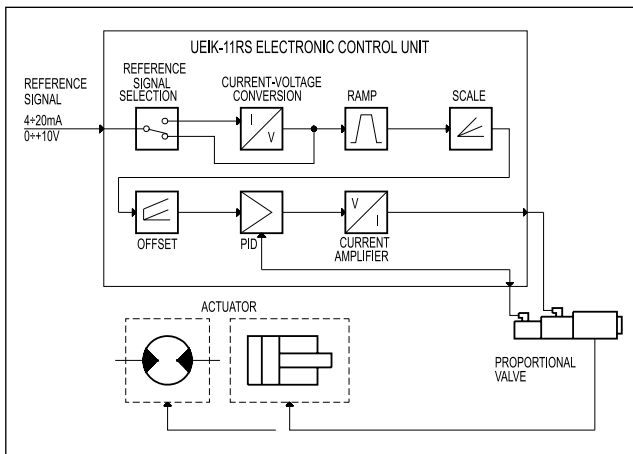 UEIK-11RS ELECTRONIC CONTROL UNIT
REFERENCE
SIGNAL
4÷20mA
0÷+10V
REFERENCE
SIGNAL
SELECTION
CURRENT-VOLTAGE
CONVERSION
I
V
RAMP
SCALE
OFFSET
PID
V
I
CURRENT
AMPLIFIER
ACTUATOR
PROPORTIONAL
VALVE